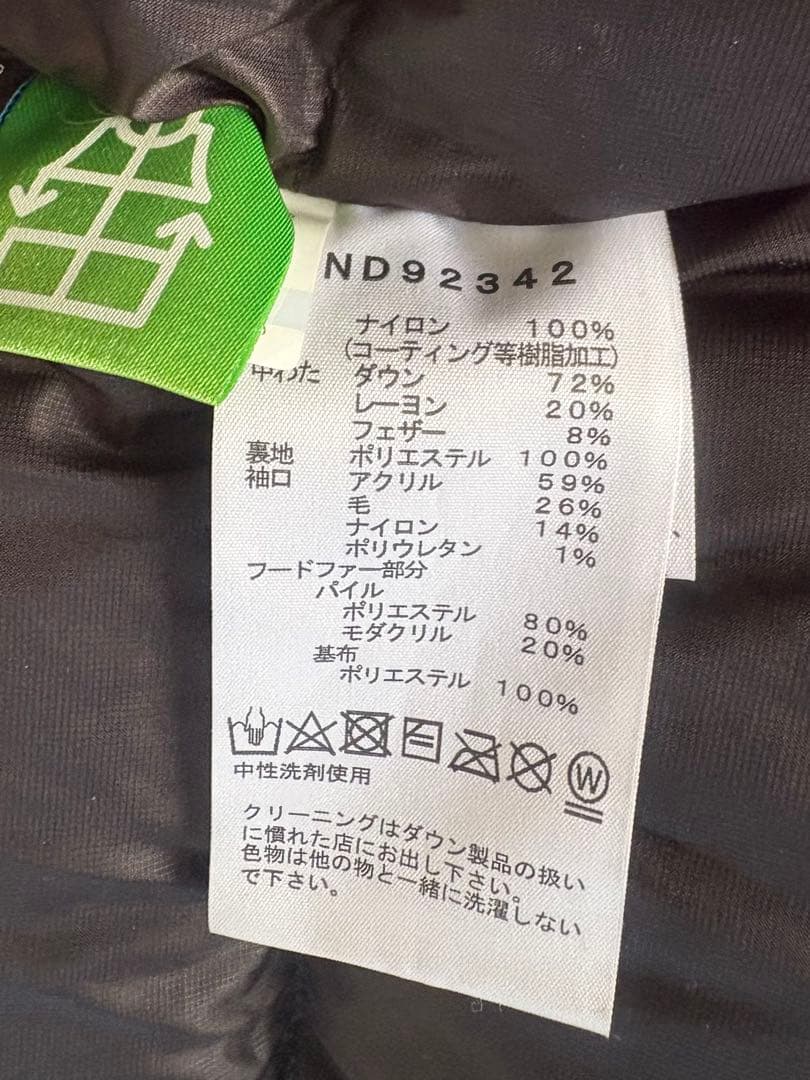 ND92342
ナイロン 100%
(コーティング等樹脂加工)
中わた ダウン 72%
レーヨン 20%
フェザー 8%
裏地 ポリエステル 100%
袖口 アクリル 59%
毛 26%
ナイロン 14%
ポリウレタン 1%
フードファー部分
パイル
ポリエステル 80%
モダクリル 20%
基布
ポリエステル 100%
W
中性洗剤使用
クリーニングはダウン製品の扱い
に慣れた店にお出し下さい。
色物は他の物と一緒に洗濯しない
で下さい。